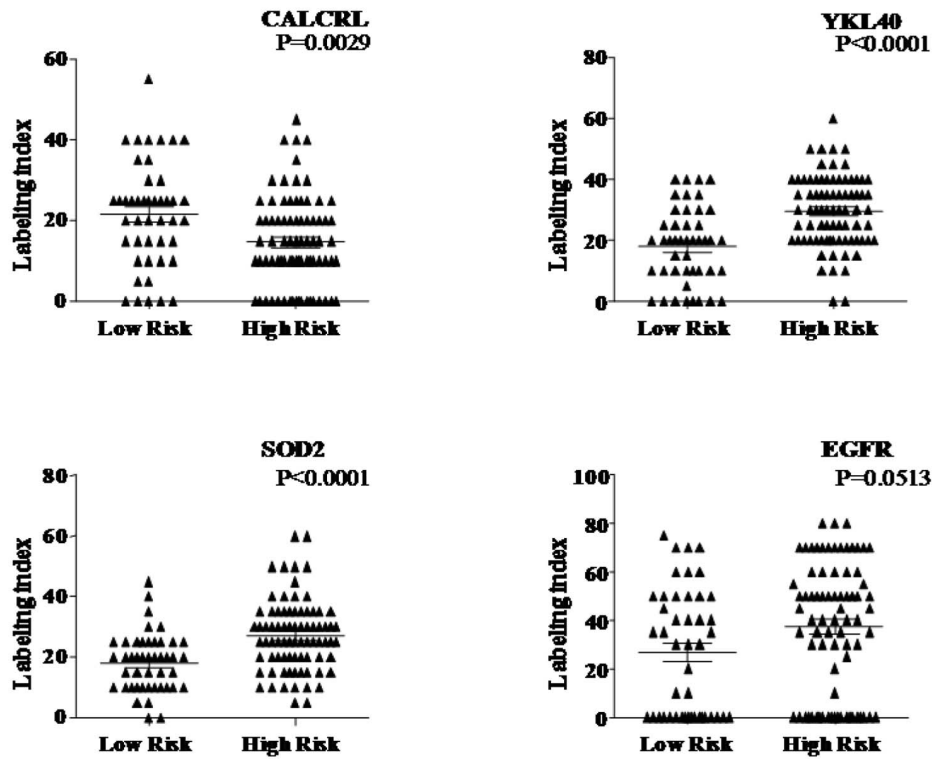 CALCRL
P=0.0029
60
40
20
0
Labeling index
Low Risk High Risk
YKL40
P<0.0001
80
60
40
20
0
Labeling index
Low Risk High Risk
SOD2
P<0.0001
80
60
40
20
0
Labeling index
Low Risk High Risk
EGFR
P=0.0513
100
80
60
40
20
0
Labeling index
Low Risk High Risk